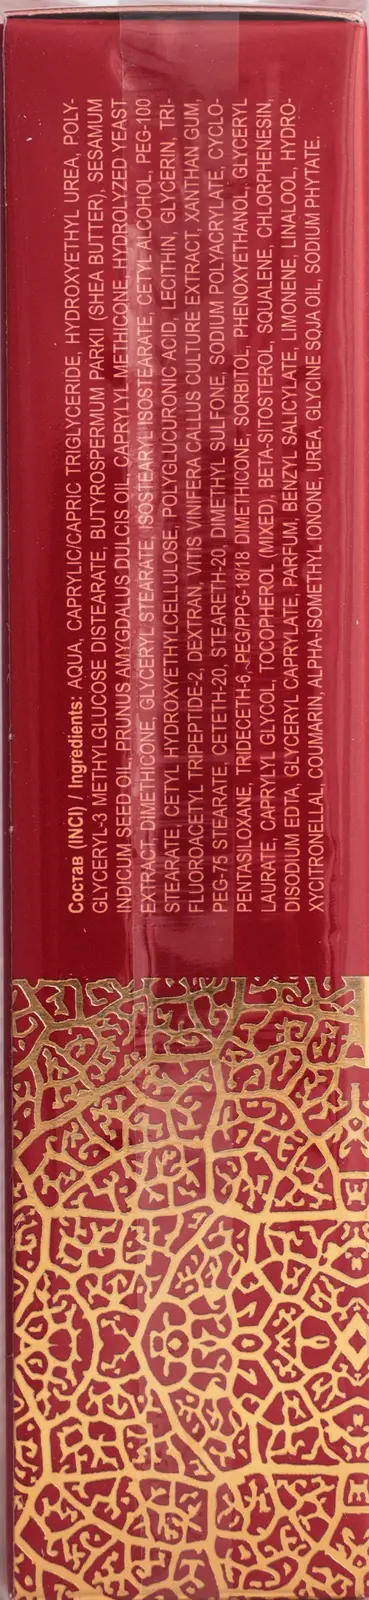 Состав (INCI) / Ingredients: AQUA, CAPRYLIC/CAPRIC TRIGLYCERIDE, HYDROXYETHYL UREA, POLY-
GLYCERYL-3 METHYLGLUCOSE DISTEARATE, BUTYROSPERMUM PARKII (SHEA BUTTER), SESAMUM
INDICUM SEED OIL, PRUNUS AMYGDALUS DULCIS OIL, CAPRYLYL METHICONE, HYDROLYZED YEAST
EXTRACT, DIMETHICONE, GLYCERYL STEARATE, ISOSTEARYL ISOSTEARATE, CETYL ALCOHOL, PEG-100
STEARATE, CETYL HYDROXYETHYLCELLULOSE, POLYGLUCURONIC ACID, LECITHIN, GLYCERIN, TRI-
FLUOROACETYL TRIPEPTIDE-2, DEXTRAN, VITIS VINIFERA CALLUS CULTURE EXTRACT, XANTHAN GUM,
PEG-75 STEARATE, CETETH-20, STEARETH-20, DIMETHYL SULFONE, SODIUM POLYACRYLATE, CYCLO-
PENTASILOXANE, TRIDECETH-6, PEG/PPG-18/18 DIMETHICONE, SORBITOL, PHENOXYETHANOL, GLYCERYL
LAURATE, CAPRYLYL GLYCOL, TOCOPHEROL (MIXED), BETA-SITOSTEROL, SQUALENE, CHLORPHENESIN,
DISODIUM EDTA, GLYCERYL CAPRYLATE, PARFUM, BENZYL SALICYLATE, LIMONENE, LINALOOL, HYDRO-
XYCITRONELLAL, COUMARIN, ALPHA-ISOMETHYL IONONE, UREA, GLYCINE SOJA OIL, SODIUM PHYTATE.